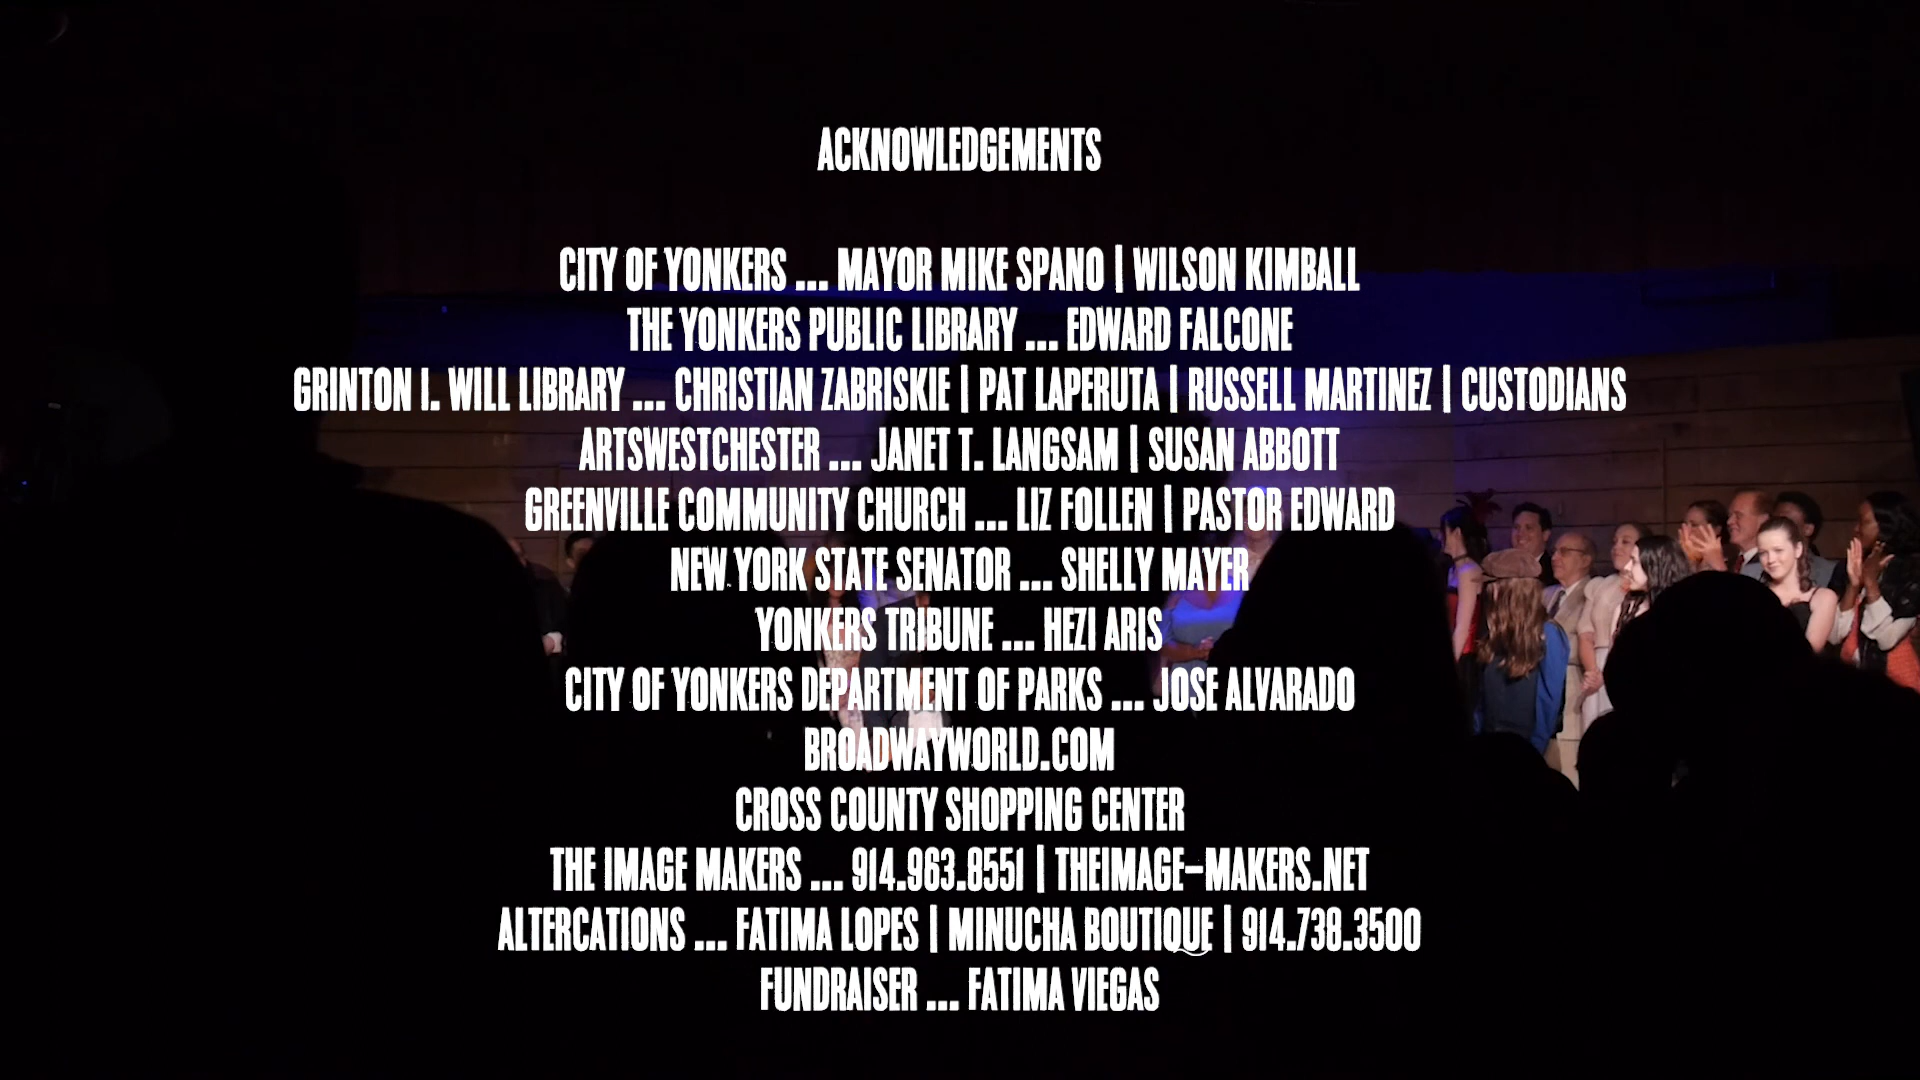 ACKNOWLEDGEMENTS
CITY OF YONKERS ... MAYOR MIKE SPANO | WILSON KIMBALL
THE YONKERS PUBLIC LIBRARY ... EDWARD FALCONE
GRINTON I. WILL LIBRARY ... CHRISTIAN ZABRISKIE | PAT LAPERUTA | RUSSELL MARTINEZ | CUSTODIANS
ARTSWESTCHESTER ... JANET T. LANGSAM | SUSAN ABBOTT
GREENVILLE COMMUNITY CHURCH ... LIZ FOLLEN | PASTOR EDWARD
NEW YORK STATE SENATOR ... SHELLY MAYER
YONKERS TRIBUNE ... HEZI ARIS
CITY OF YONKERS DEPARTMENT OF PARKS ... JOSE ALVARADO
BROADWAYWORLD.COM
CROSS COUNTY SHOPPING CENTER
THE IMAGE MAKERS ... 914.963.8551 | THEIMAGE-MAKERS.NET
ALTERCATIONS ... FATIMA LOPES | MINUCHA BOUTIQUE | 914.738.3500
FUNDRAISER ... FATIMA VIEGAS